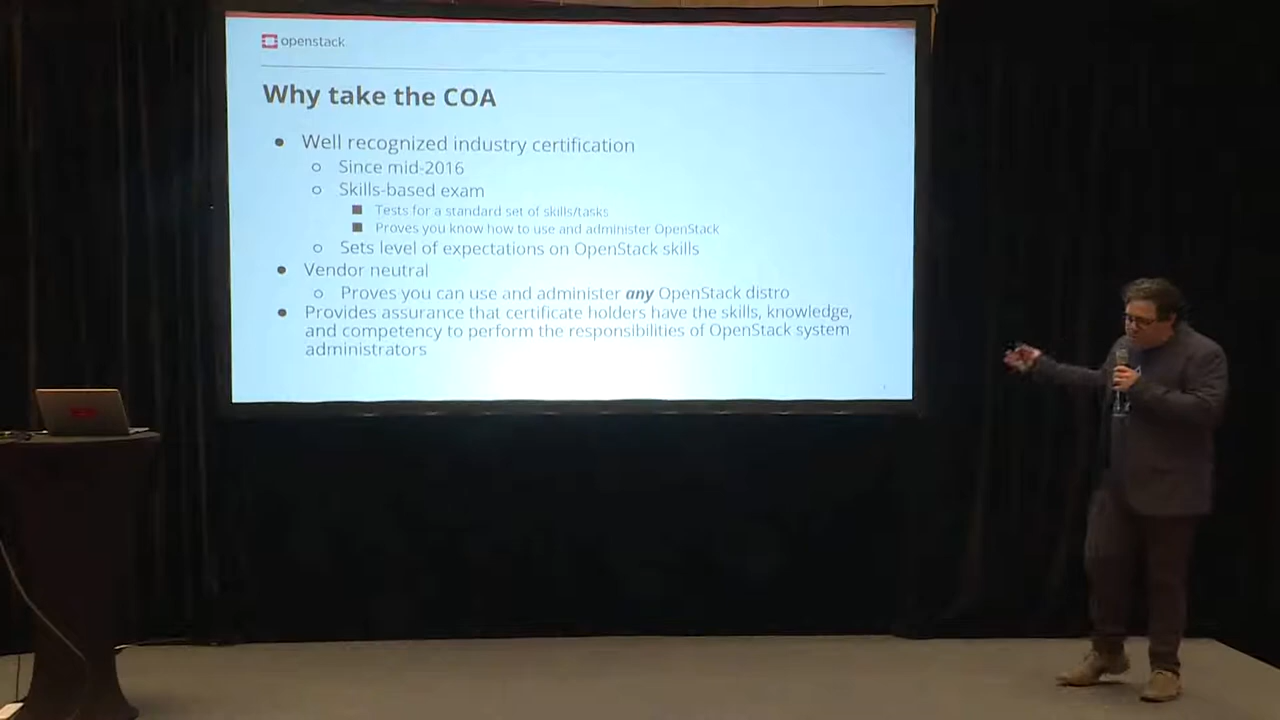 openstack
Why take the COA
Well recognized industry certification
Since mid-2016
Skills-based exam
Tests for a standard set of skills/tasks
Proves you know how to use and administer OpenStack
Sets level of expectations on OpenStack skills
Vendor neutral
Proves you can use and administer any OpenStack distro
Provides assurance that certificate holders have the skills, knowledge,
and competency to perform the responsibilities of OpenStack system
administrators